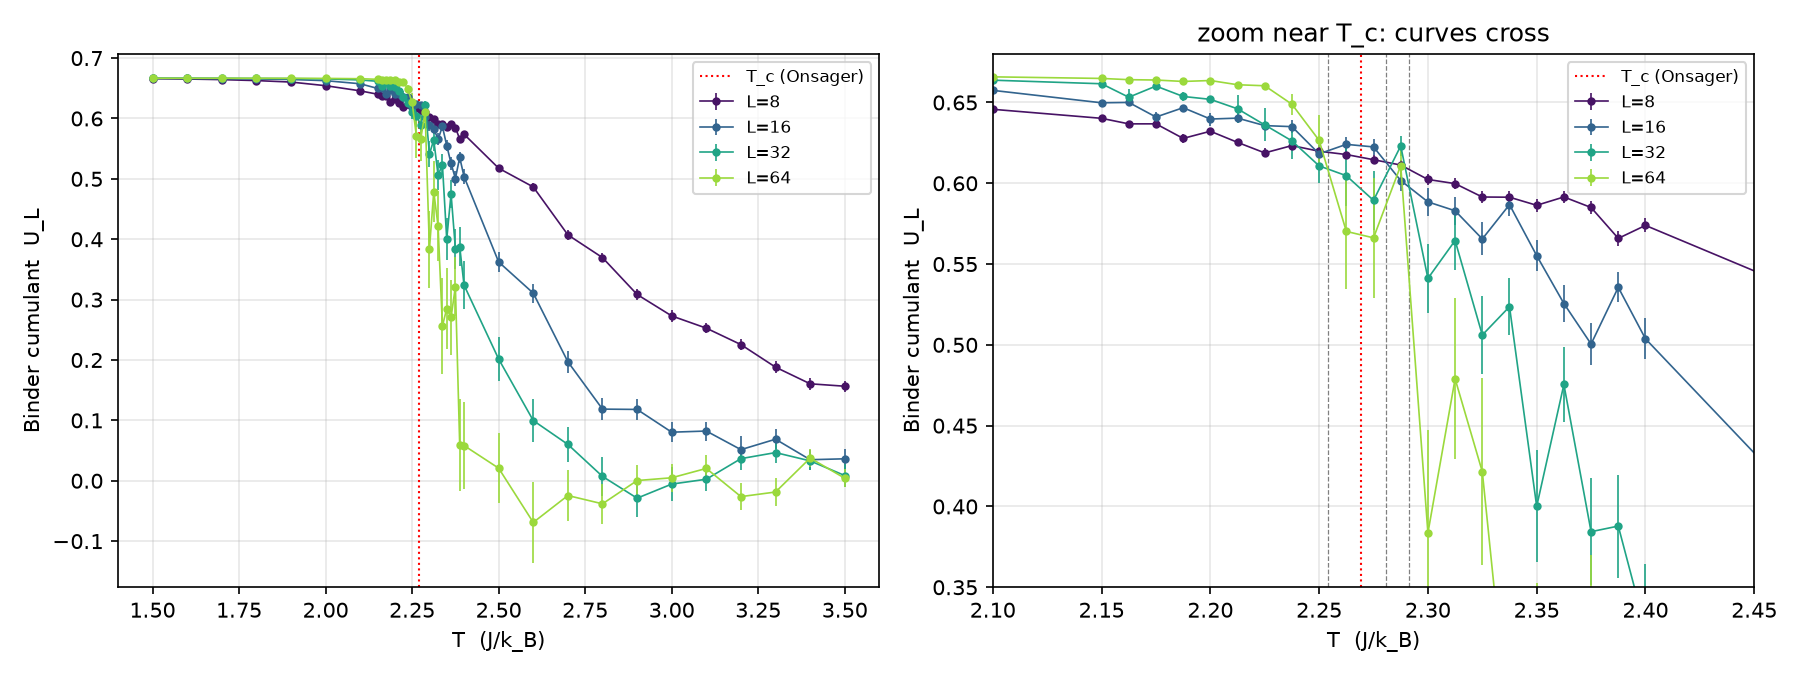 0.7
0.6
0.5
0.4
0.3
0.2
0.1
0.0
−0.1
Binder cumulant U_L
1.50
1.75
2.00
2.25
2.50
2.75
3.00
3.25
3.50
T (J/k_B)
T_c (Onsager)
L=8
L=16
L=32
L=64
zoom near T_c: curves cross
0.65
0.60
0.55
0.50
0.45
0.40
0.35
Binder cumulant U_L
2.10
2.15
2.20
2.25
2.30
2.35
2.40
2.45
T (J/k_B)
T_c (Onsager)
L=8
L=16
L=32
L=64